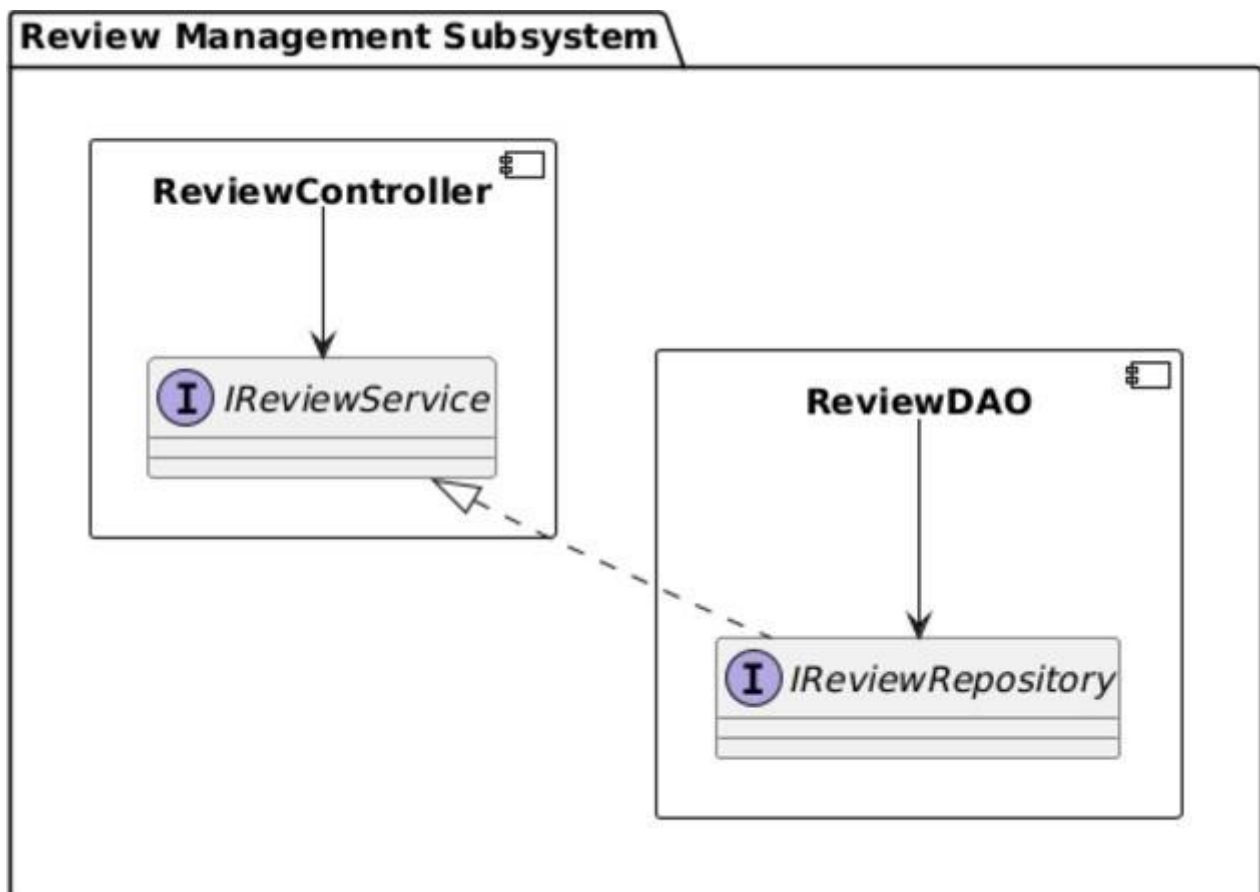 Review Management Subsystem
ReviewController
I IReviewService
ReviewDAO
I IReviewRepository